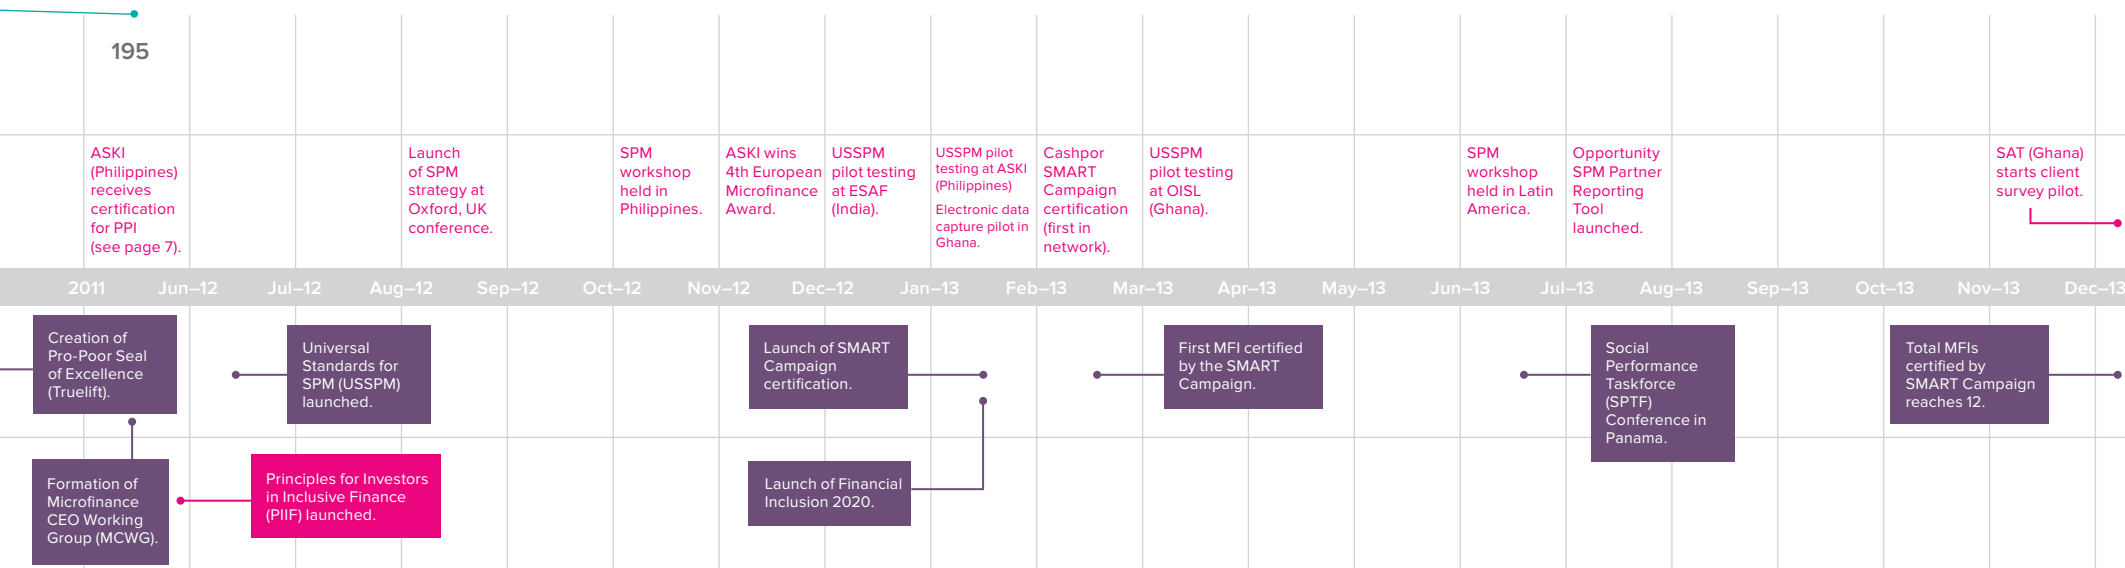 195
ASKI
(Philippines)
receives
certification
for PPI
(see page 7).
Launch
of SPM
strategy at
Oxford, UK
conference.
SPM
workshop
held in
Philippines.
ASKI wins
4th European
Microfinance
Award.
USSPM
pilot testing
at ESAF
(India).
USSPM pilot
testing at ASKI
(Philippines)
Electronic data
capture pilot in
Ghana.
Cashpor
SMART
Campaign
certification
(first in
network).
USSPM
pilot testing
at OISL
(Ghana).
SPM
workshop
held in Latin
America.
Opportunity
SPM Partner
Reporting
Tool
launched.
SAT (Ghana)
starts client
survey pilot.
2011 Jun–12 Jul–12 Aug–12 Sep–12 Oct–12 Nov–12 Dec–12 Jan–13 Feb–13 Mar–13 Apr–13 May–13 Jun–13 Jul–13 Aug–13 Sep–13 Oct–13 Nov–13 Dec–13
Creation of
Pro-Poor Seal
of Excellence
(Truelift).
Universal
Standards for
SPM (USSPM)
launched.
Launch of SMART
Campaign
certification.
First MFI certified
by the SMART
Campaign.
Social
Performance
Taskforce
(SPTF)
Conference in
Panama.
Total MFIs
certified by
SMART Campaign
reaches 12.
Formation of
Microfinance
CEO Working
Group (MCWG).
Principles for Investors
in Inclusive Finance
(PIIF) launched.
Launch of Financial
Inclusion 2020.